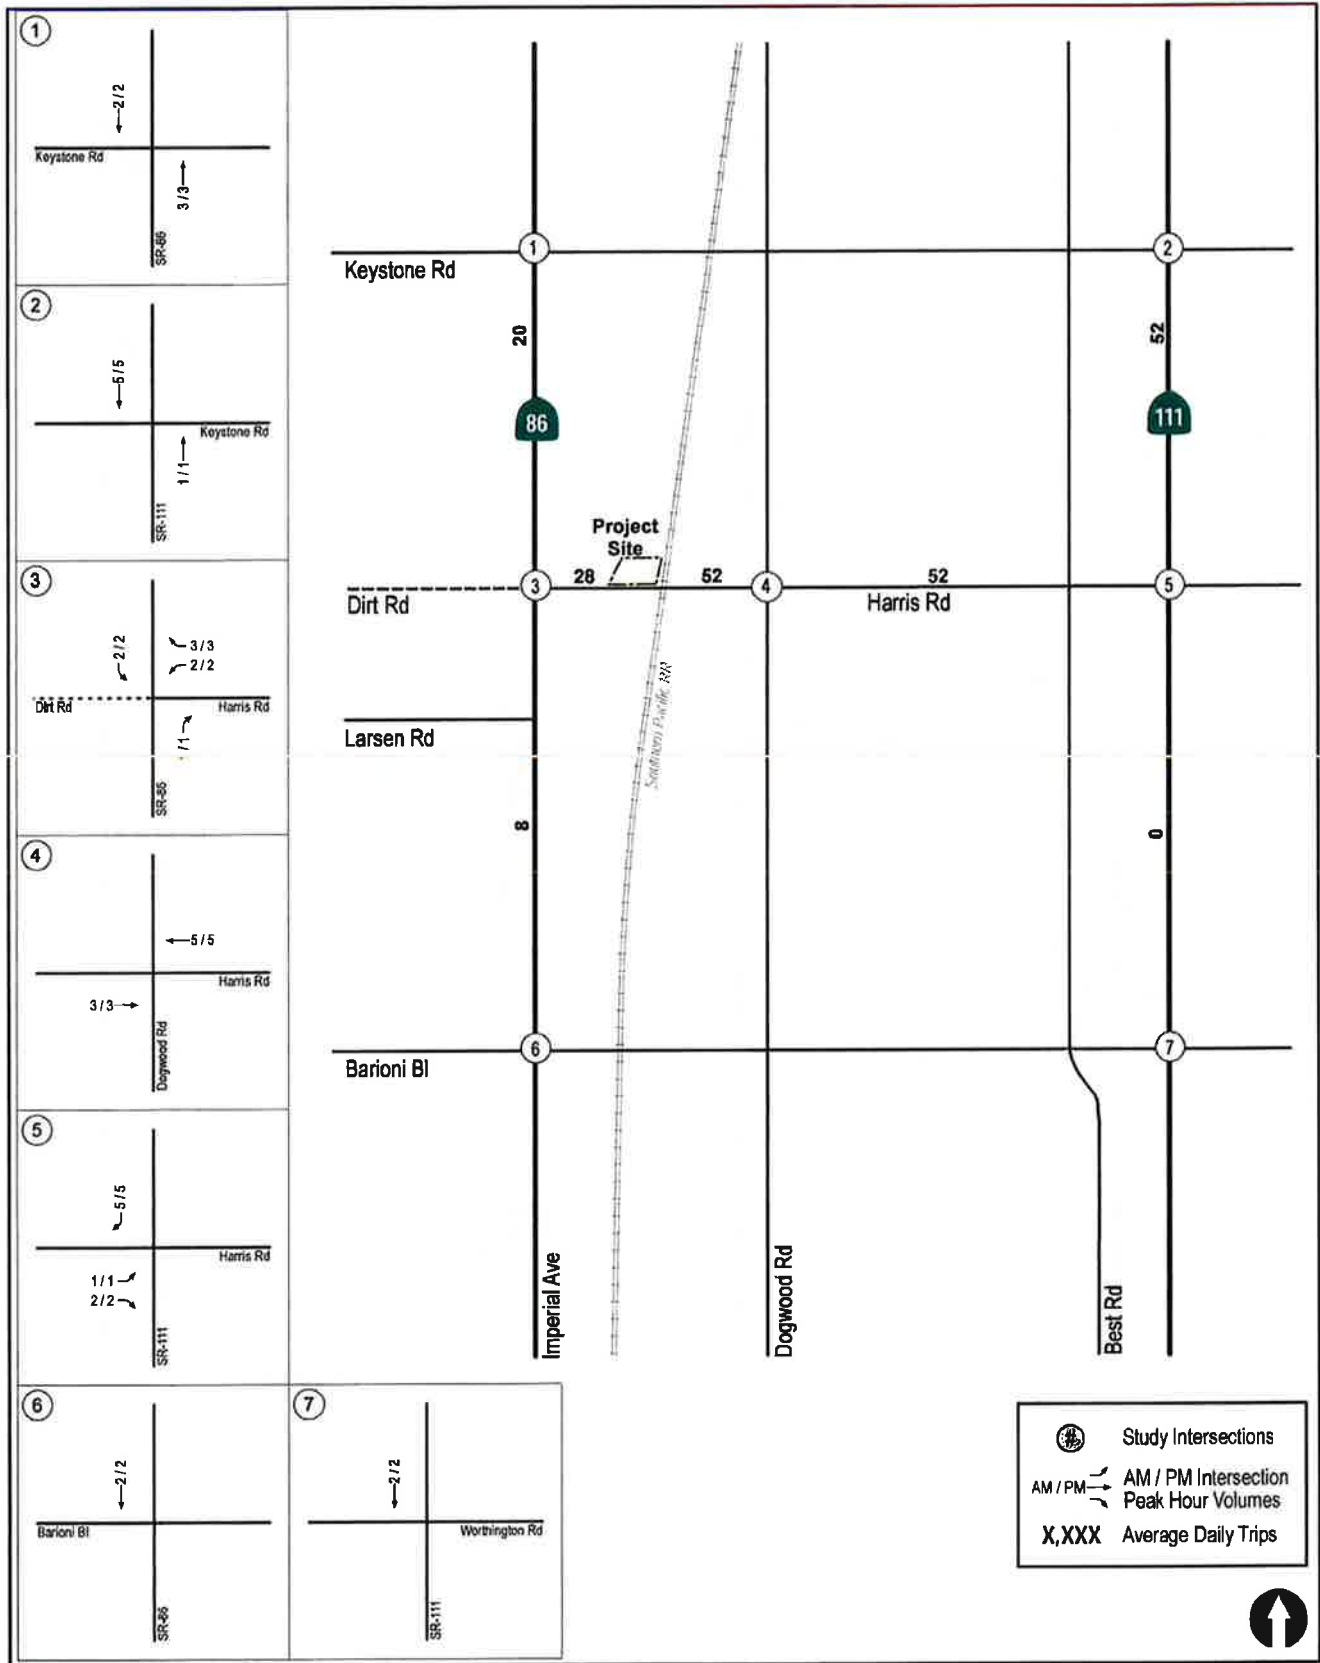 1
2/2
Keystone Rd
3/3
SR-86
2
5/5
Keystone Rd
1/1
SR-111
3
2/2
3/3
2/2
Dirt Rd
Harris Rd
/1
SR-86
4
5/5
Harris Rd
3/3
Dogwood Rd
5
5/5
Harris Rd
1/1
2/2
SR-111
6
2/2
Barioni Bl
SR-86
7
2/2
Worthington Rd
SR-111
1
2
Keystone Rd
20
52
86
111
Project
Site
3
28
52
4
52
5
Dirt Rd
Harris Rd
Southern Pacific RR
Larsen Rd
8
0
6
7
Barioni Bl
Imperial Ave
Dogwood Rd
Best Rd
# Study Intersections
AM / PM AM / PM Intersection
Peak Hour Volumes
X,XXX Average Daily Trips